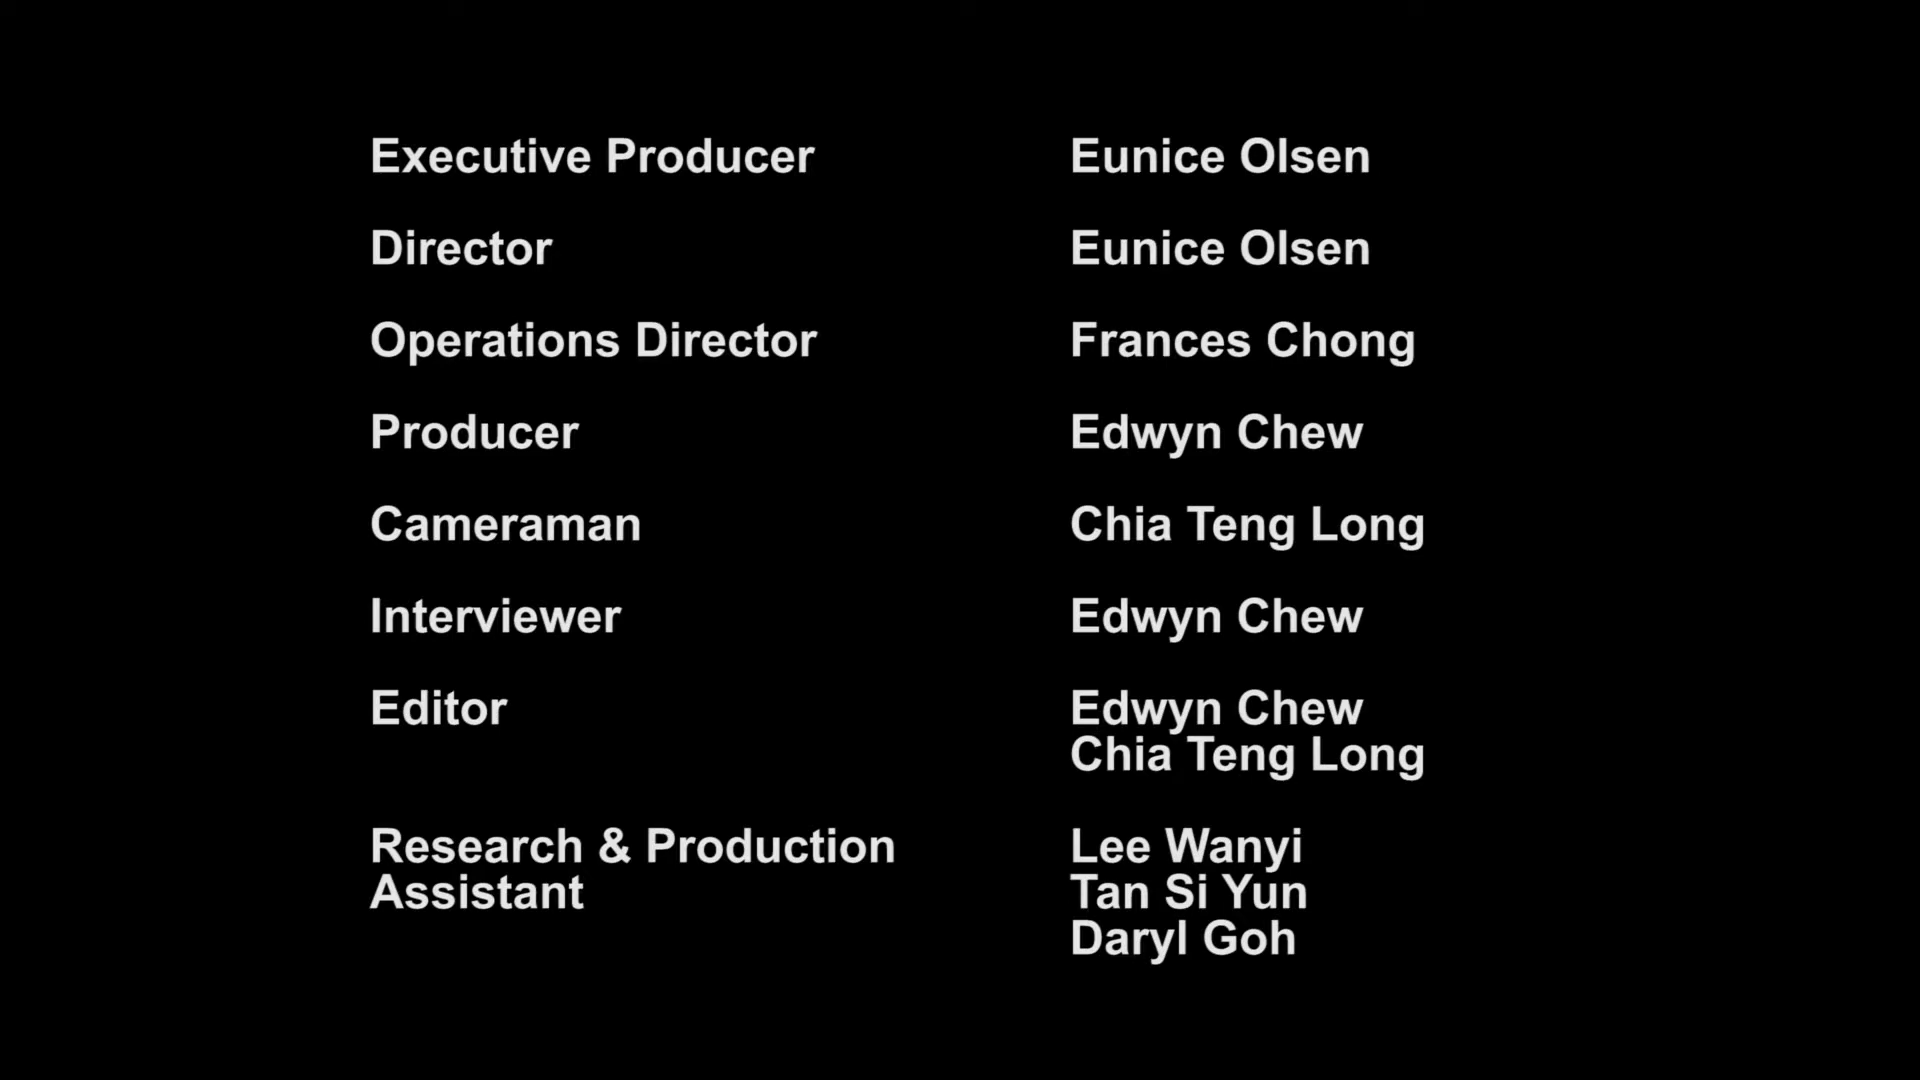 Executive Producer Eunice Olsen
Director Eunice Olsen
Operations Director Frances Chong
Producer Edwyn Chew
Cameraman Chia Teng Long
Interviewer Edwyn Chew
Editor Edwyn Chew
Chia Teng Long
Research & Production Lee Wanyi
Assistant Tan Si Yun
Daryl Goh